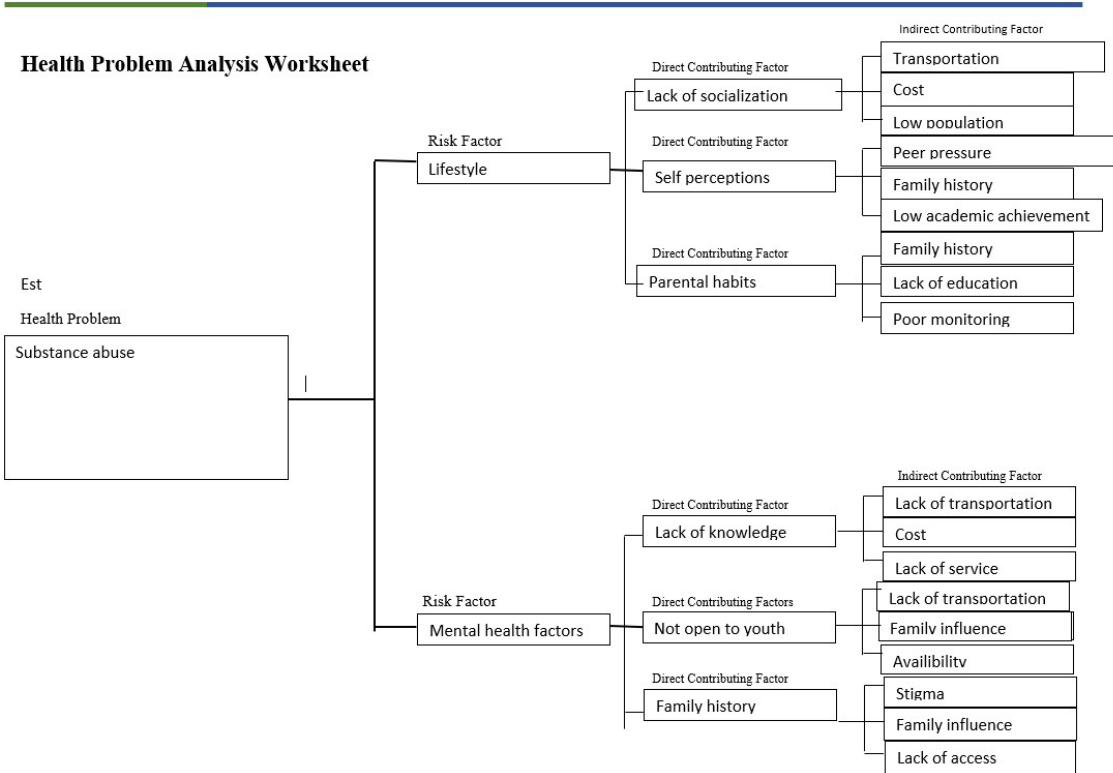 Health Problem Analysis Worksheet
Indirect Contributing Factor
Direct Contributing Factor
Lack of socialization
Transportation
Cost
Low population
Risk Factor
Lifestyle
Direct Contributing Factor
Self perceptions
Peer pressure
Family history
Low academic achievement
Direct Contributing Factor
Parental habits
Family history
Lack of education
Poor monitoring
Est
Health Problem
Substance abuse
Indirect Contributing Factor
Direct Contributing Factor
Lack of knowledge
Lack of transportation
Cost
Lack of service
Risk Factor
Mental health factors
Direct Contributing Factors
Not open to youth
Lack of transportation
Family influence
Availibility
Direct Contributing Factor
Family history
Stigma
Family influence
Lack of access